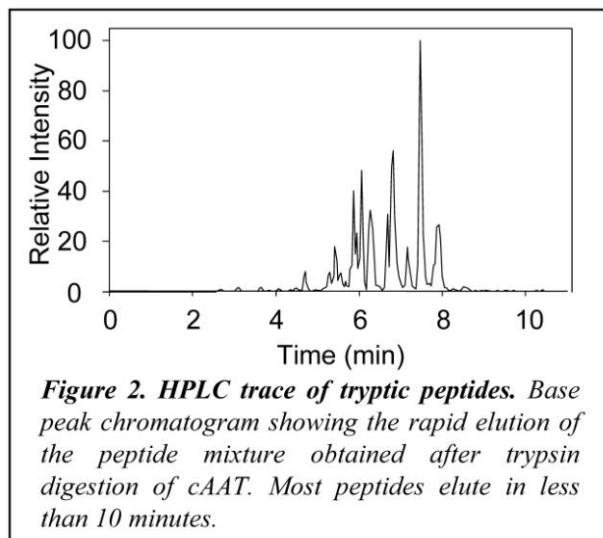 100
80
60
40
20
0
Relative Intensity
0 2 4 6 8 10
Time (min)
Figure 2. HPLC trace of tryptic peptides. Base
peak chromatogram showing the rapid elution of
the peptide mixture obtained after trypsin
digestion of cAAT. Most peptides elute in less
than 10 minutes.